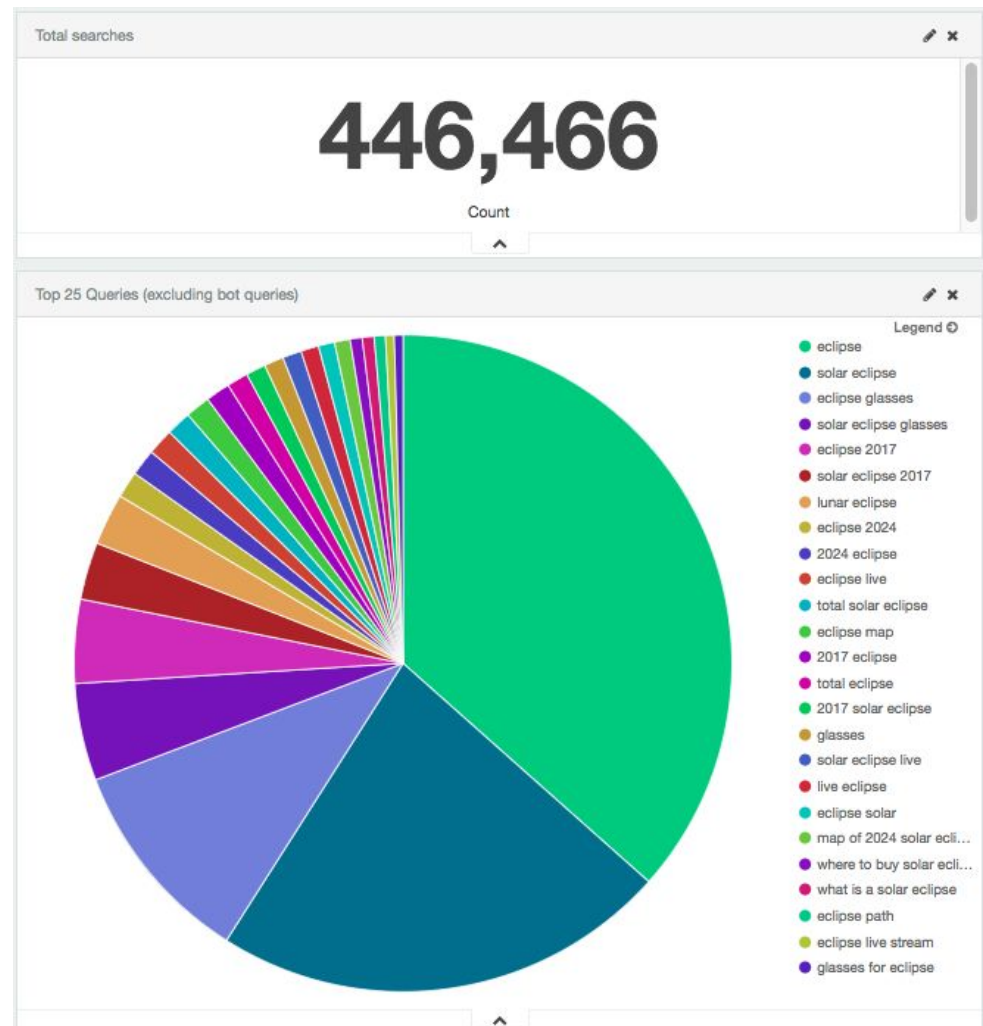 Total searches
446,466
Count
Top 25 Queries (excluding bot queries)
Legend
eclipse
solar eclipse
eclipse glasses
solar eclipse glasses
eclipse 2017
solar eclipse 2017
lunar eclipse
eclipse 2024
2024 eclipse
eclipse live
total solar eclipse
eclipse map
2017 eclipse
total eclipse
2017 solar eclipse
glasses
solar eclipse live
live eclipse
eclipse solar
map of 2024 solar ecli...
where to buy solar ecli...
what is a solar eclipse
eclipse path
eclipse live stream
glasses for eclipse